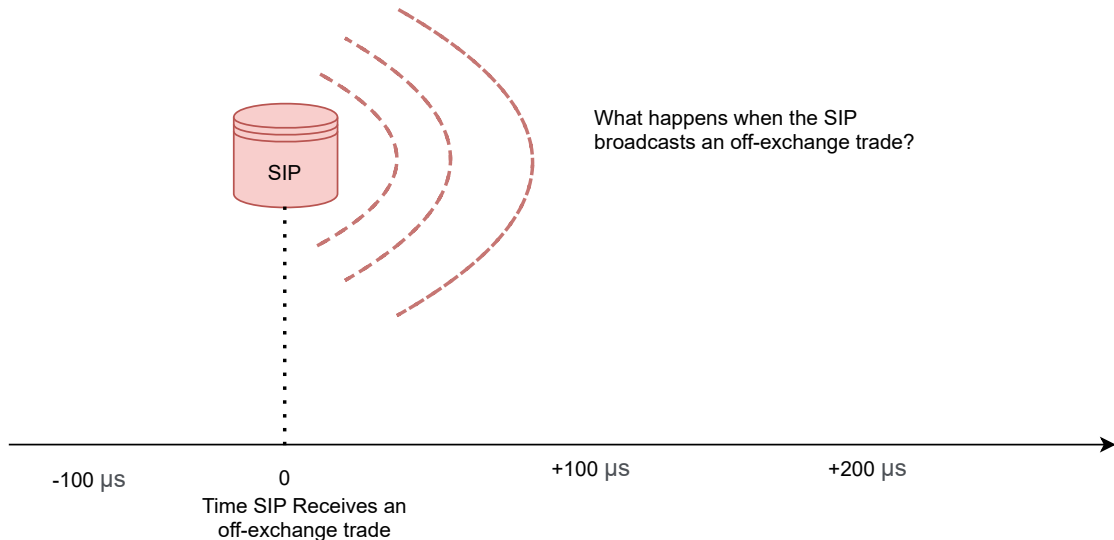 What happens when the SIP
broadcasts an off-exchange trade?
SIP
-100 μs
0
+100 μs
+200 μs
Time SIP Receives an
off-exchange trade